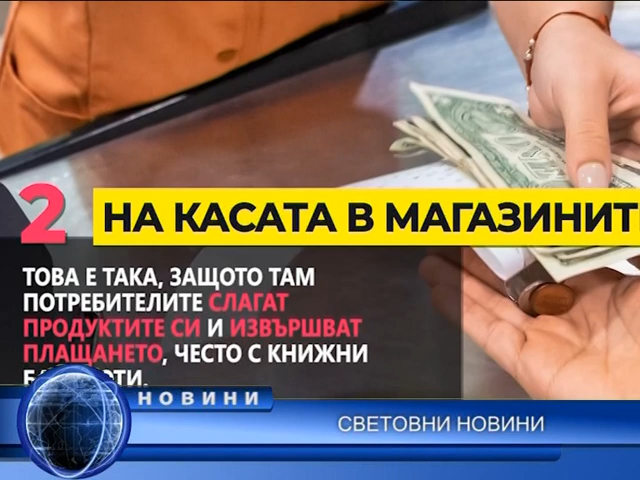 2
НА КАСАТА В МАГАЗИНИТ
ТОВА Е ТАКА, ЗАЩОТО ТАМ
ПОТРЕБИТЕЛИТЕ СЛАГАТ
ПРОДУКТИТЕ СИ И ИЗВЪРШВАТ
ПЛАЩАНЕТО, ЧЕСТО С КНИЖНИ
НОВИНИ
СВЕТОВНИ НОВИНИ